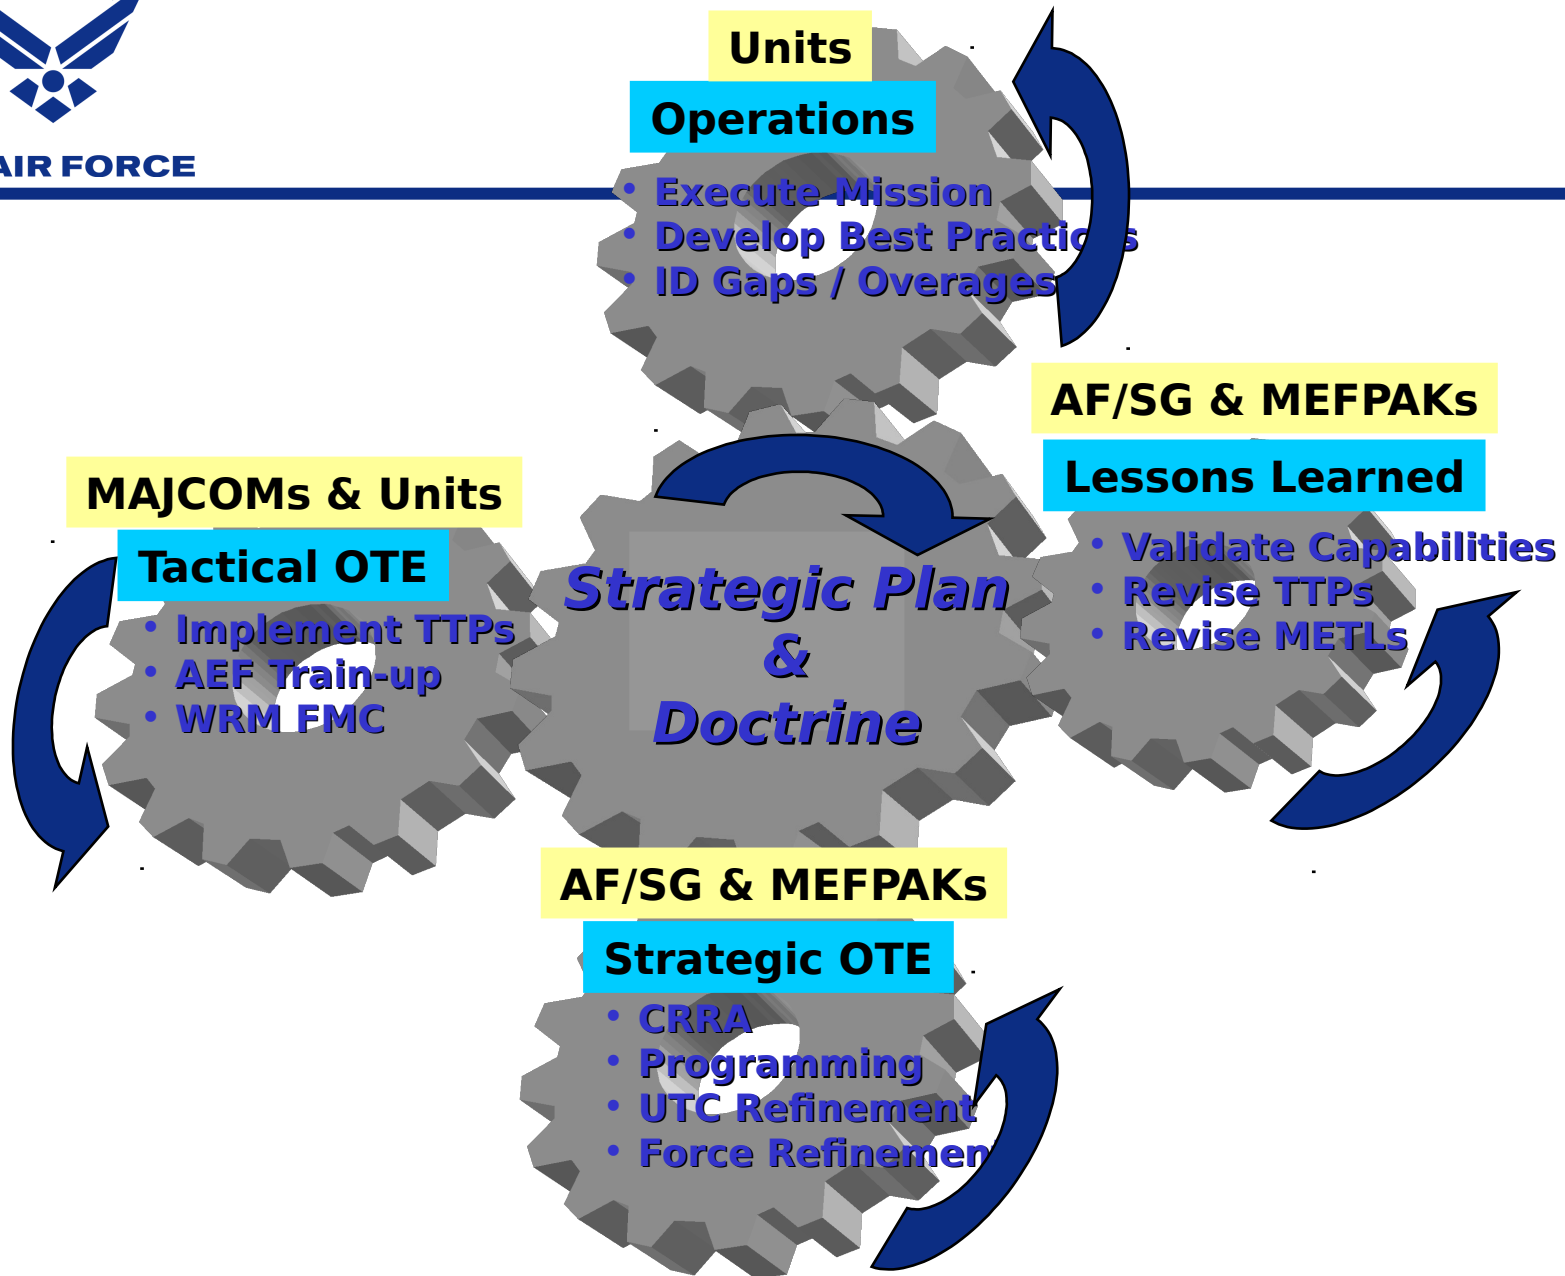 AIR FORCE
Units
Operations
• Execute Mission
• Develop Best Practices
• ID Gaps / Overages
AF/SG & MEFPAKs
Lessons Learned
• Validate Capabilities
• Revise TTPs
• Revise METLs
MAJCOMs & Units
Tactical OTE
• Implement TTPs
• AEF Train-up
• WRM FMC
Strategic Plan
&
Doctrine
AF/SG & MEFPAKs
Strategic OTE
• CRRA
• Programming
• UTC Refinement
• Force Refinement